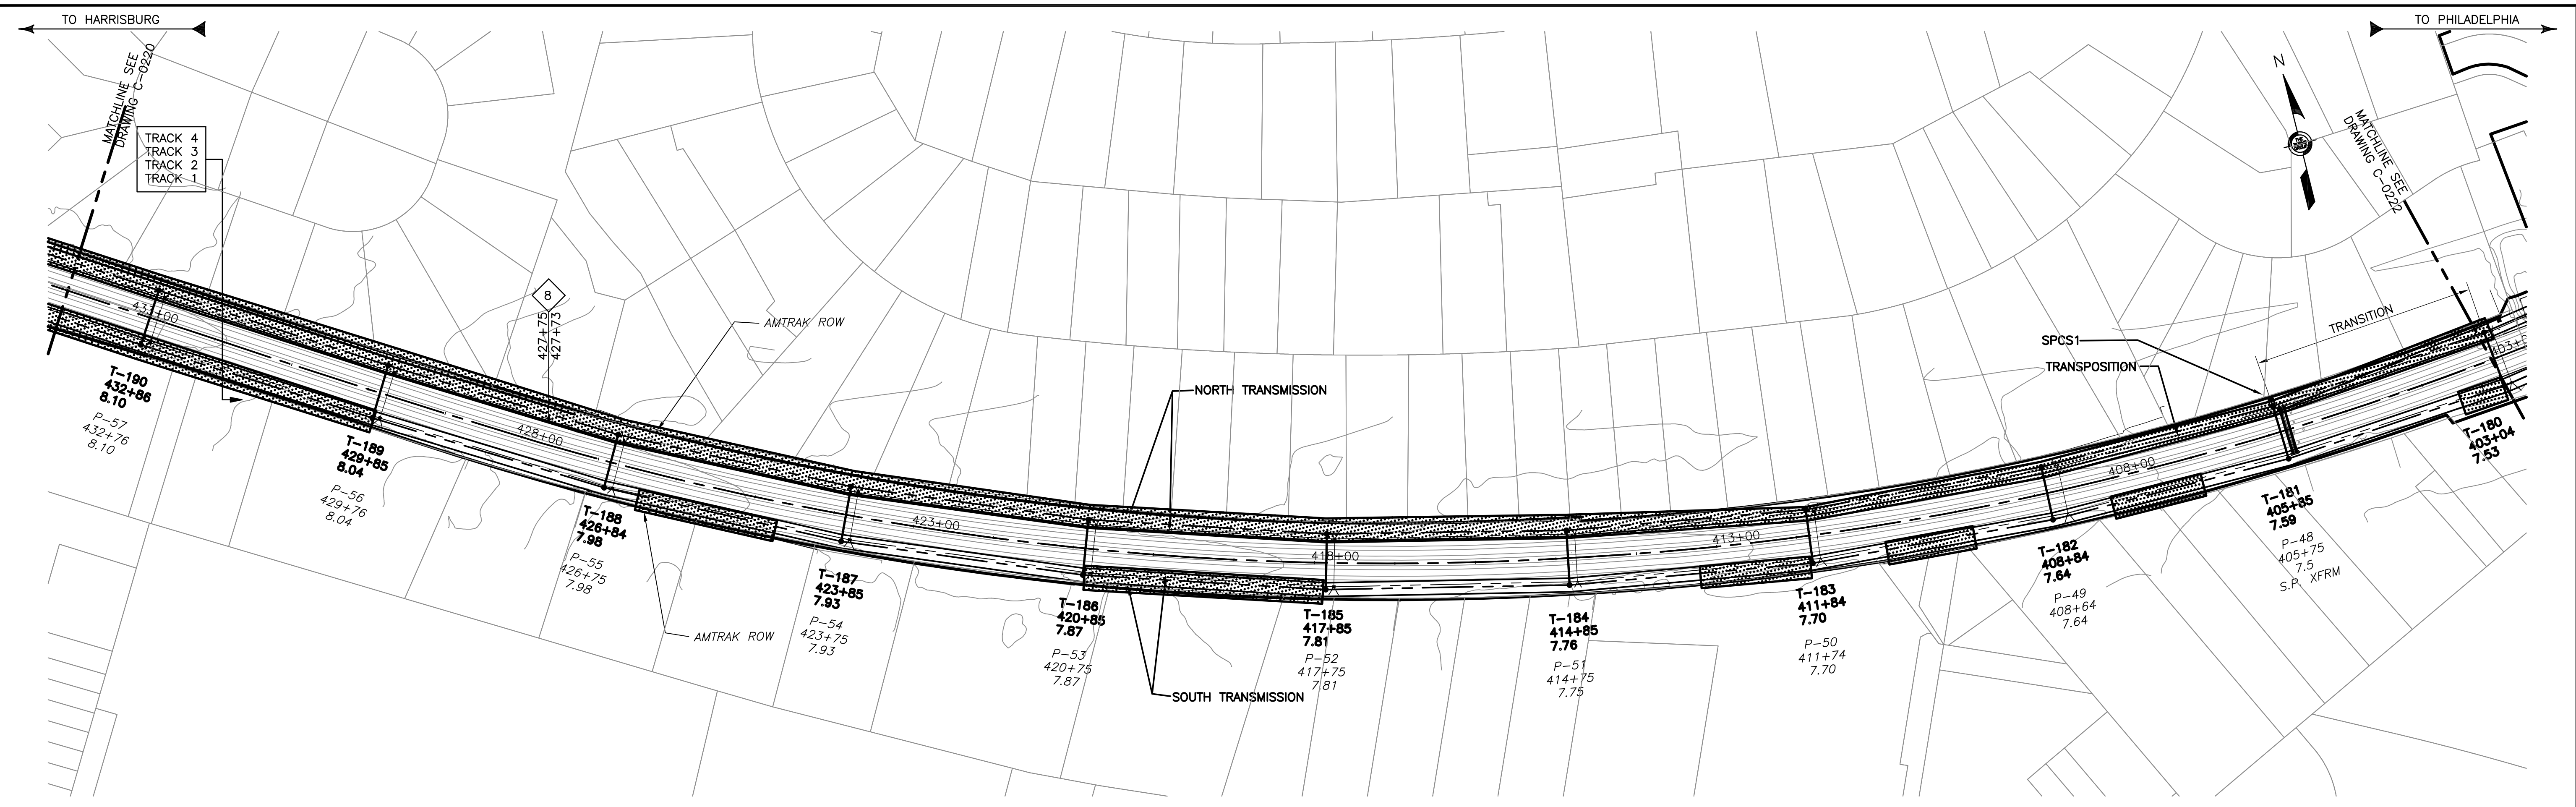 TO HARRISBURG
TO PHILADELPHIA
MATCHLINE SEE
DRAWING C-0220
TRACK 4
TRACK 3
TRACK 2
TRACK 1
N
MATCHLINE SEE
DRAWING C-0222
8
427+75
427+73
AMTRAK ROW
NORTH TRANSMISSION
SPCS1
TRANSPOSITION
TRANSITION
433+00
428+00
423+00
418+00
413+00
408+00
T-190
432+86
8.10
P-57
432+76
8.10
T-189
429+85
8.04
P-56
429+76
8.04
T-188
426+84
7.98
P-55
426+75
7.98
AMTRAK ROW
T-187
423+85
7.93
P-54
423+75
7.93
T-186
420+85
7.87
P-53
420+75
7.87
SOUTH TRANSMISSION
T-185
417+85
7.81
P-52
417+75
7.81
T-184
414+85
7.76
P-51
414+75
7.75
T-183
411+84
7.70
P-50
411+74
7.70
T-182
408+84
7.64
P-49
408+64
7.64
T-181
405+85
7.59
P-48
405+75
7.5
S.P. XFRM
T-180
403+04
7.53